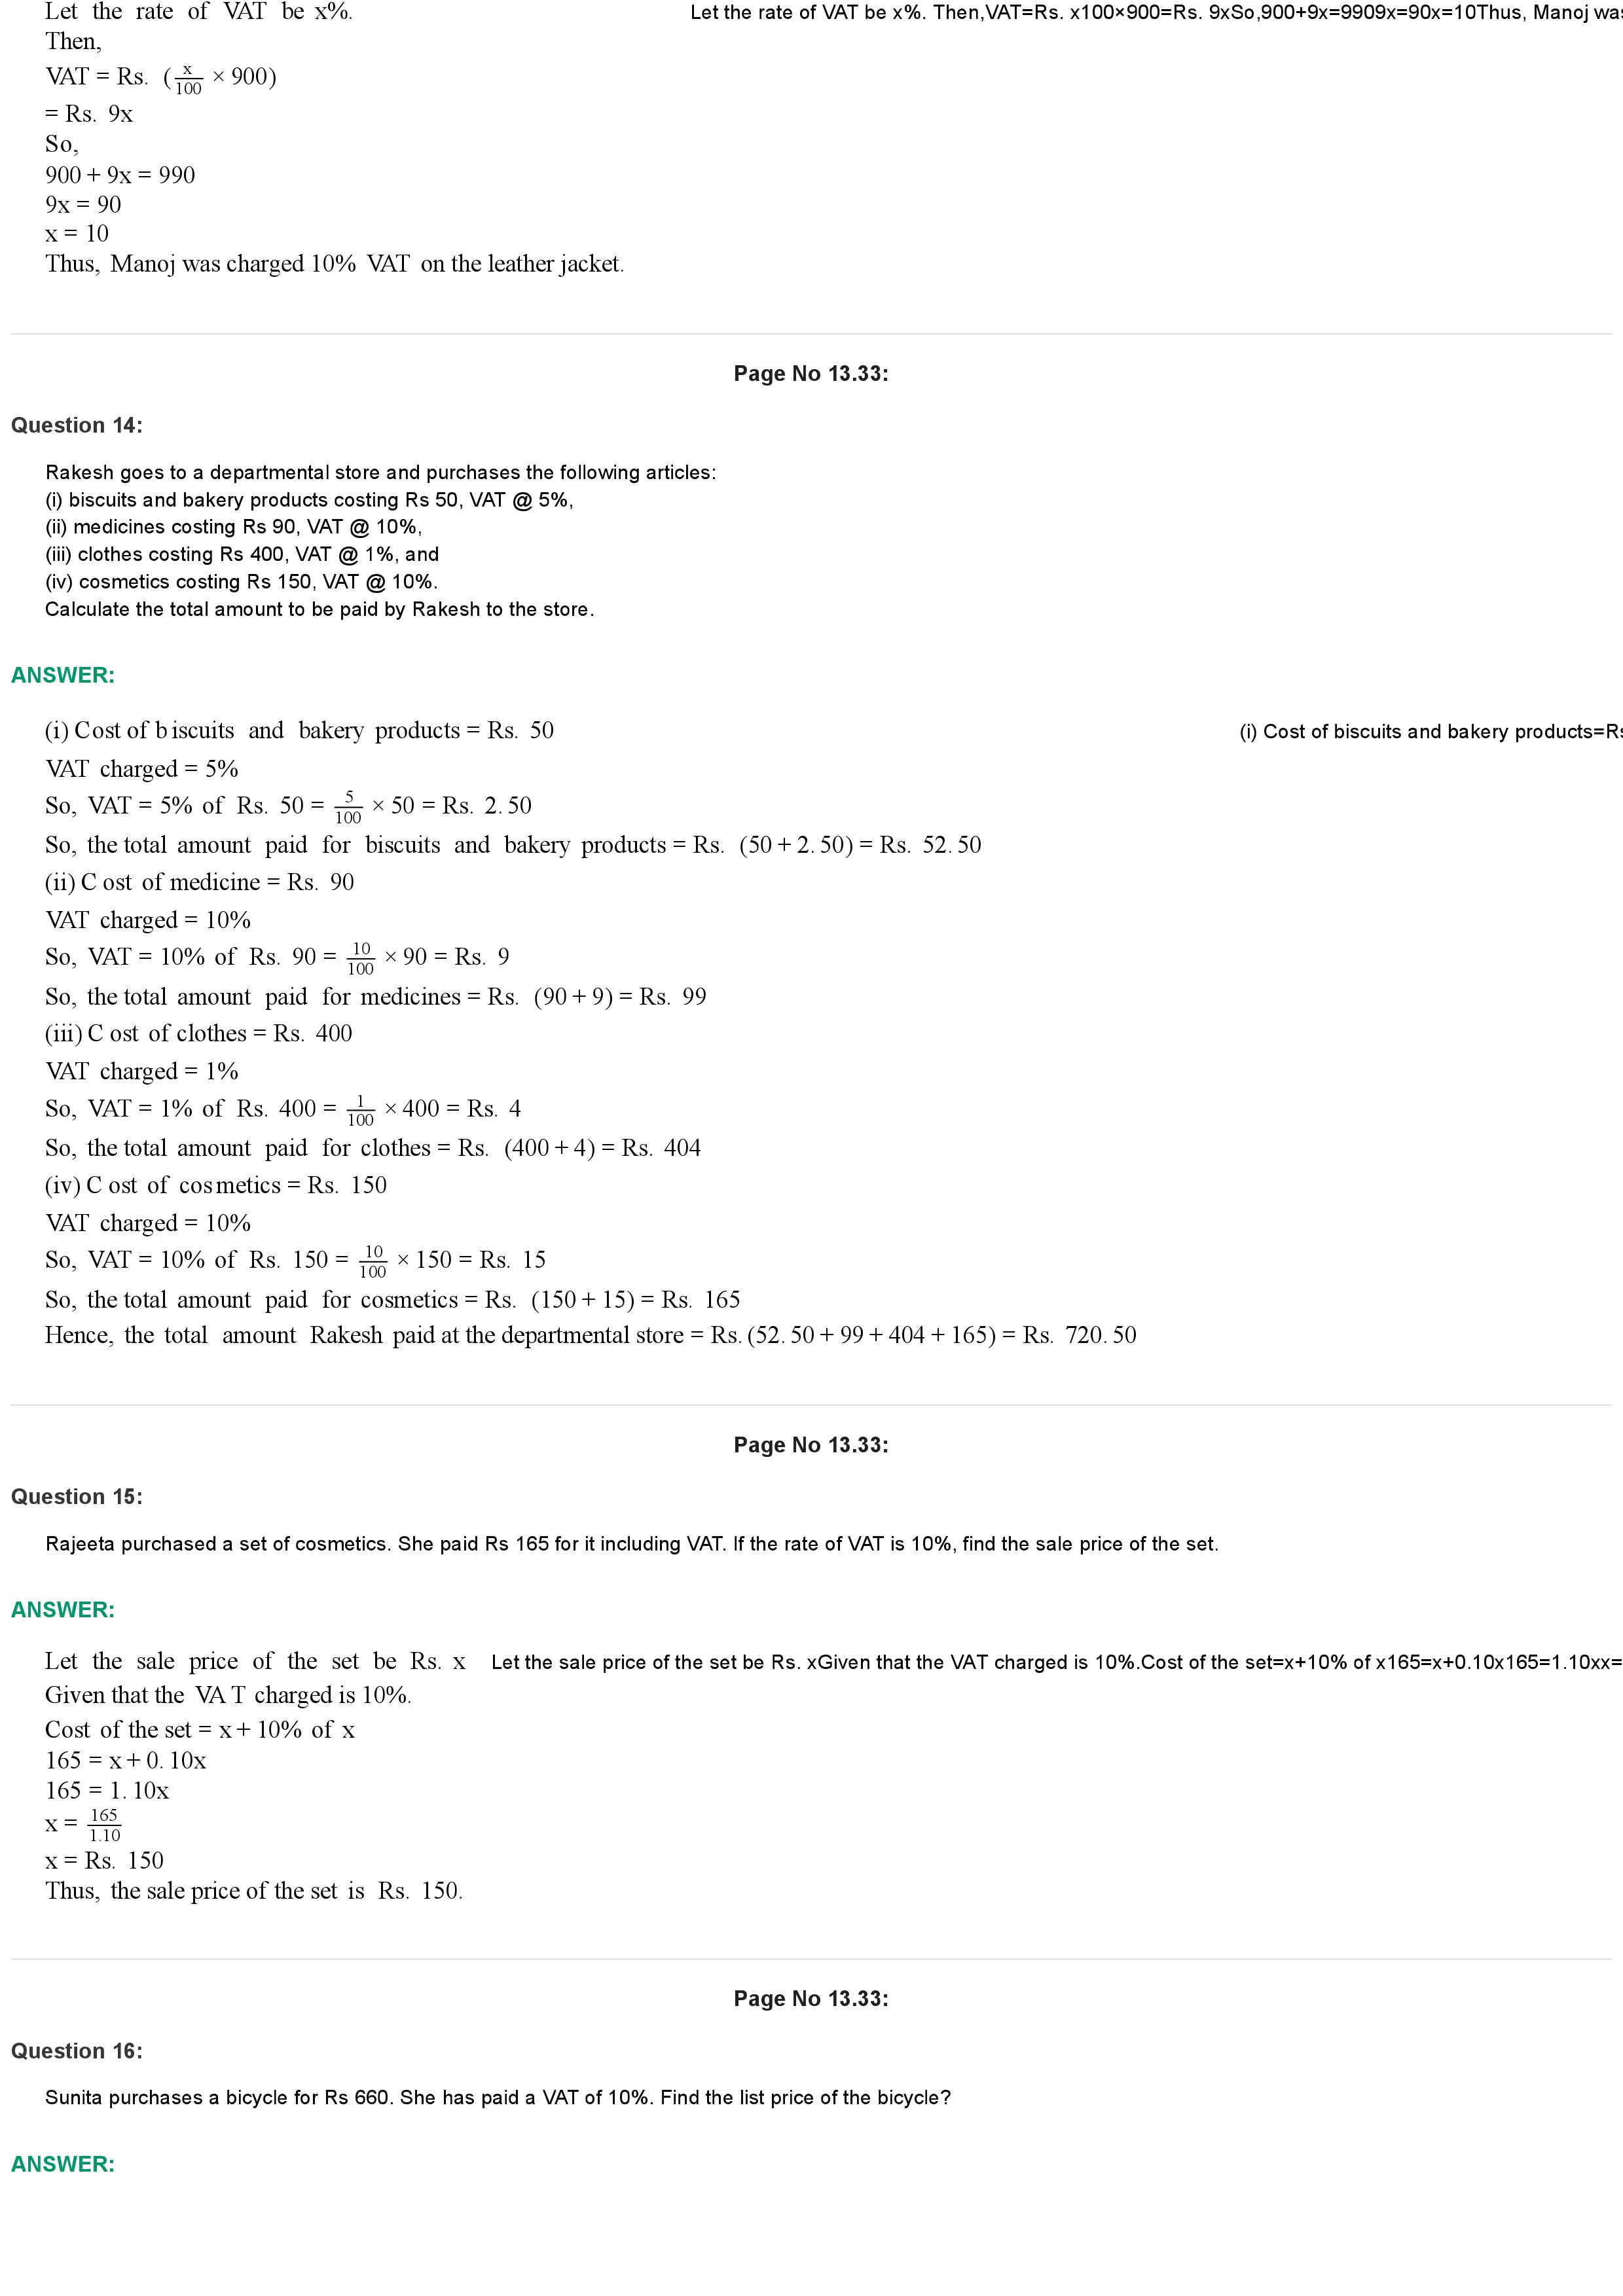 Let the rate of VAT be x%. Let the rate of VAT be x%. Then,VAT=Rs. x100×900=Rs. 9xSo,900+9x=9909x=90x=10Thus, Manoj was
Then,
VAT = Rs. (x/100 × 900)
= Rs. 9x
So,
900 + 9x = 990
9x = 90
x = 10
Thus, Manoj was charged 10% VAT on the leather jacket.
Page No 13.33:
Question 14:
Rakesh goes to a departmental store and purchases the following articles:
(i) biscuits and bakery products costing Rs 50, VAT @ 5%,
(ii) medicines costing Rs 90, VAT @ 10%,
(iii) clothes costing Rs 400, VAT @ 1%, and
(iv) cosmetics costing Rs 150, VAT @ 10%.
Calculate the total amount to be paid by Rakesh to the store.
ANSWER:
(i) Cost of biscuits and bakery products = Rs. 50 (i) Cost of biscuits and bakery products=Rs
VAT charged = 5%
So, VAT = 5% of Rs. 50 = 5/100 × 50 = Rs. 2.50
So, the total amount paid for biscuits and bakery products = Rs. (50 + 2.50) = Rs. 52.50
(ii) Cost of medicine = Rs. 90
VAT charged = 10%
So, VAT = 10% of Rs. 90 = 10/100 × 90 = Rs. 9
So, the total amount paid for medicines = Rs. (90 + 9) = Rs. 99
(iii) Cost of clothes = Rs. 400
VAT charged = 1%
So, VAT = 1% of Rs. 400 = 1/100 × 400 = Rs. 4
So, the total amount paid for clothes = Rs. (400 + 4) = Rs. 404
(iv) Cost of cosmetics = Rs. 150
VAT charged = 10%
So, VAT = 10% of Rs. 150 = 10/100 × 150 = Rs. 15
So, the total amount paid for cosmetics = Rs. (150 + 15) = Rs. 165
Hence, the total amount Rakesh paid at the departmental store = Rs. (52.50 + 99 + 404 + 165) = Rs. 720.50
Page No 13.33:
Question 15:
Rajeeta purchased a set of cosmetics. She paid Rs 165 for it including VAT. If the rate of VAT is 10%, find the sale price of the set.
ANSWER:
Let the sale price of the set be Rs. x Let the sale price of the set be Rs. xGiven that the VAT charged is 10%.Cost of the set=x+10% of x165=x+0.10x165=1.10xx=
Given that the VAT charged is 10%.
Cost of the set = x + 10% of x
165 = x + 0.10x
165 = 1.10x
x = 165/1.10
x = Rs. 150
Thus, the sale price of the set is Rs. 150.
Page No 13.33:
Question 16:
Sunita purchases a bicycle for Rs 660. She has paid a VAT of 10%. Find the list price of the bicycle?
ANSWER: